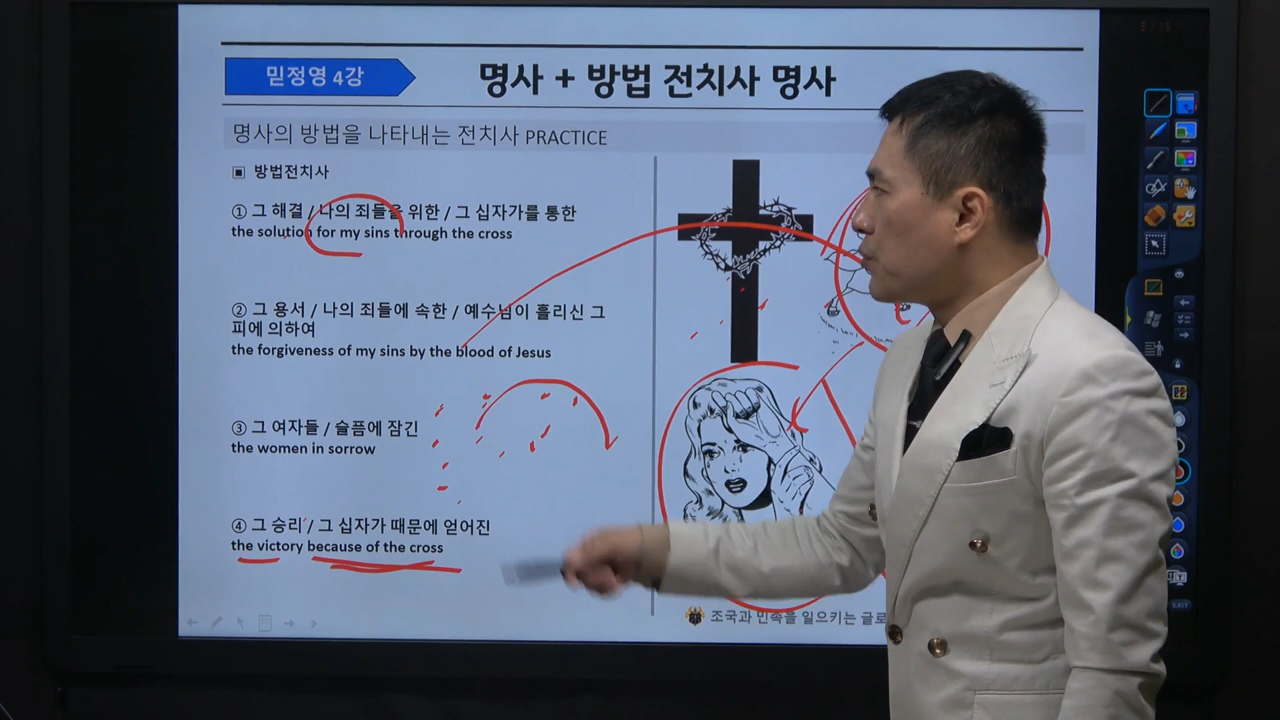 믿정영 4강
명사 + 방법 전치사 명사
명사의 방법을 나타내는 전치사 PRACTICE
▣ 방법전치사
① 그 해결 / 나의 죄들을 위한 / 그 십자가를 통한
the solution for my sins through the cross
② 그 용서 / 나의 죄들에 속한 / 예수님이 흘리신 그
피에 의하여
the forgiveness of my sins by the blood of Jesus
③ 그 여자들 / 슬픔에 잠긴
the women in sorrow
④ 그 승리 / 그 십자가 때문에 얻어진
the victory because of the cross
조국과 민족을 일으키는 글로
EXIT